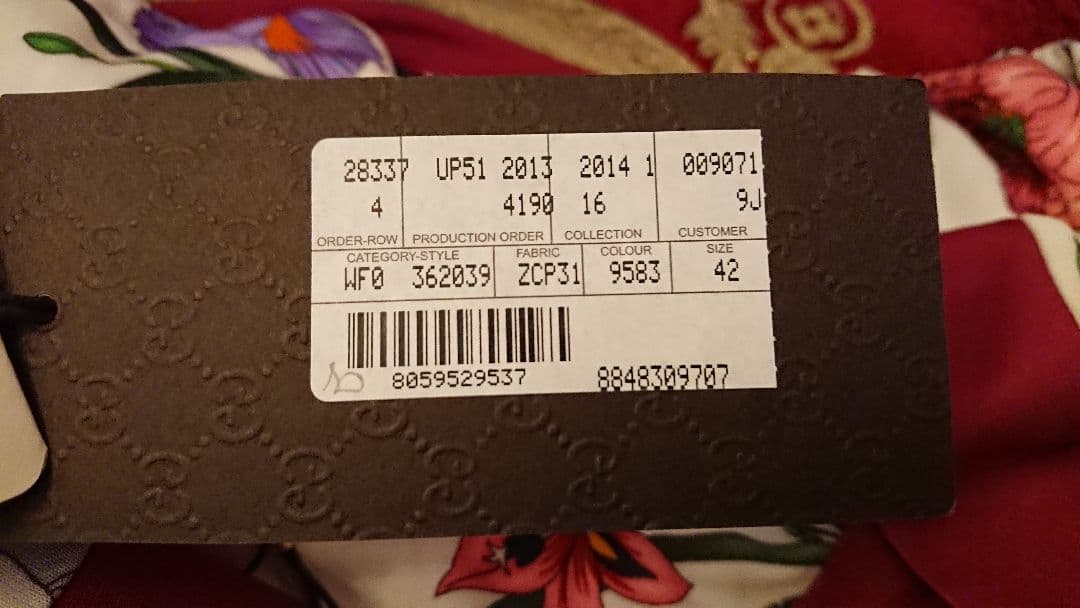 28337 UP51 2013 2014 1 009071
4 4190 16 9J
ORDER-ROW PRODUCTION ORDER COLLECTION CUSTOMER
CATEGORY-STYLE FABRIC COLOUR SIZE
WF0 362039 ZCP31 9583 42
8059529537 8848309707